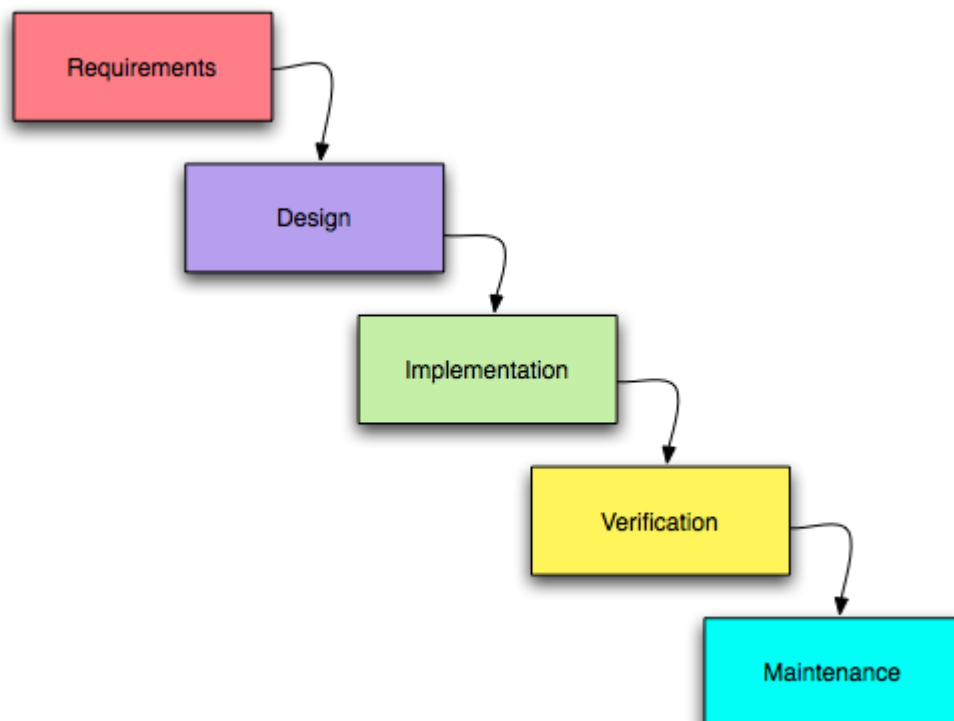 Requirements
Design
Implementation
Verification
Maintenance